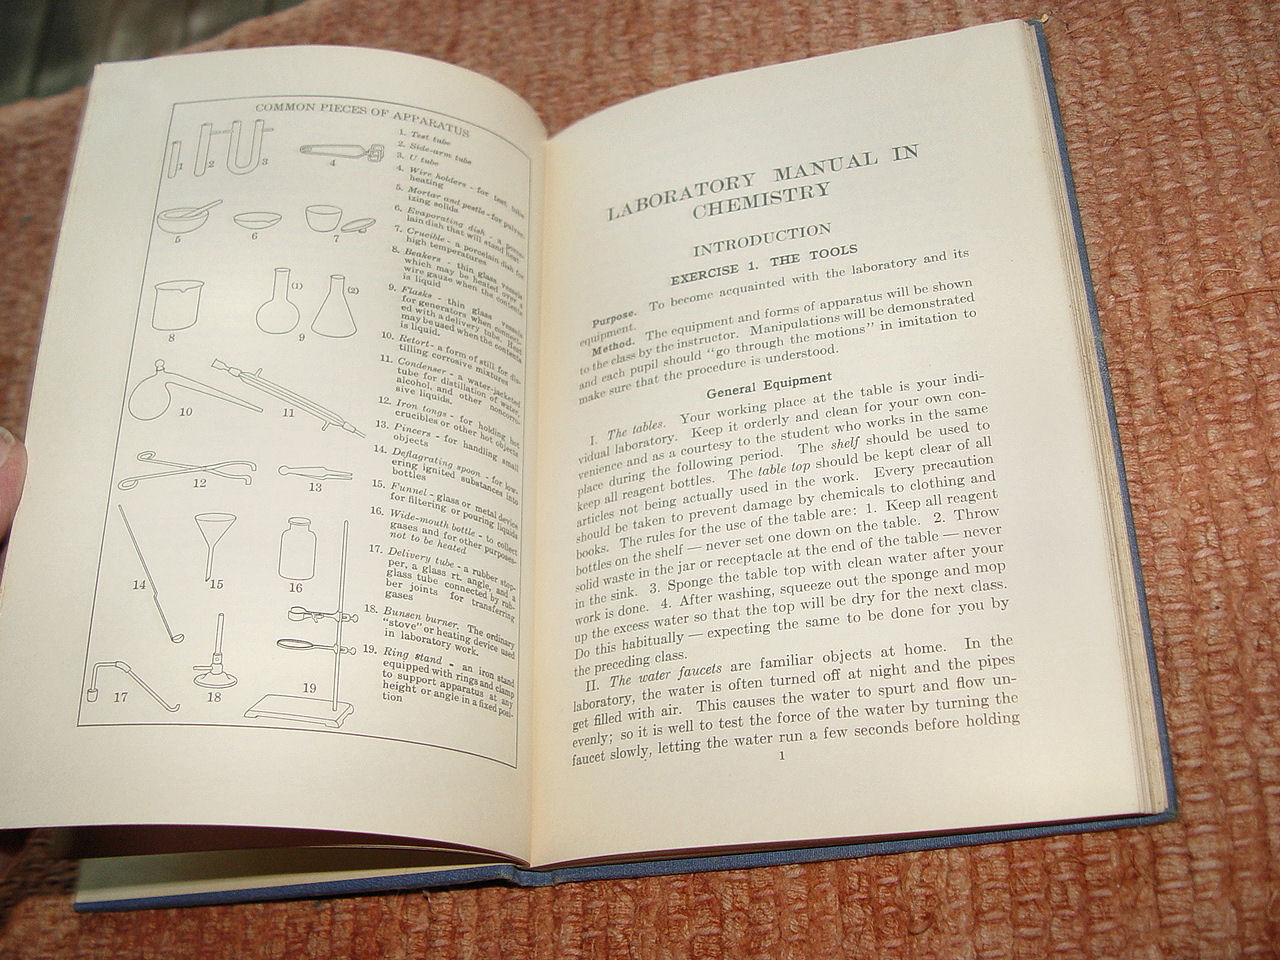 COMMON PIECES OF APPARATUS
1
2
3
4
5
6
7
8
(1)
(2)
9
10
11
12
13
14
15
16
17
18
19
1. Test tube
2. Side-arm tube
3. U tube
4. Wire holders - for test tube
heating
5. Mortar and pestle - for pulver-
izing solids
6. Evaporating dish - a porce-
lain dish that will stand heat
7. Crucible - a porcelain dish for
high temperatures
8. Beakers - thin glass vessels
which may be heated over a
wire gauze when the contents
is liquid
9. Flasks - thin glass vessels
for generators when connect-
ed with a delivery tube. Heat
may be used when the contents
is liquid.
10. Retort - a form of still for dis-
tilling corrosive mixtures
11. Condenser - a water-jacketed
tube for distillation of water,
alcohol, and other noncorro-
sive liquids.
12. Iron tongs - for holding hot
crucibles or other hot objects
13. Pincers - for handling small
objects
14. Deflagrating spoon - for low-
ering ignited substances into
bottles
15. Funnel - glass or metal device
for filtering or pouring liquids
16. Wide-mouth bottle - to collect
gases and for other purposes-
not to be heated
17. Delivery tube - a rubber stop-
per, a glass rt. angle, and a
glass tube connected by rub-
ber joints for transferring
gases
18. Bunsen burner. The ordinary
"stove" or heating device used
in laboratory work.
19. Ring stand - an iron stand
equipped with rings and clamp
to support apparatus at any
height or angle in a fixed posi-
tion
LABORATORY MANUAL IN
CHEMISTRY
INTRODUCTION
EXERCISE 1. THE TOOLS
Purpose. To become acquainted with the laboratory and its
equipment.
Method. The equipment and forms of apparatus will be shown
to the class by the instructor. Manipulations will be demonstrated
and each pupil should "go through the motions" in imitation to
make sure that the procedure is understood.
General Equipment
I. The tables. Your working place at the table is your indi-
vidual laboratory. Keep it orderly and clean for your own con-
venience and as a courtesy to the student who works in the same
place during the following period. The shelf should be used to
keep all reagent bottles. The table top should be kept clear of all
articles not being actually used in the work. Every precaution
should be taken to prevent damage by chemicals to clothing and
books. The rules for the use of the table are: 1. Keep all reagent
bottles on the shelf — never set one down on the table. 2. Throw
solid waste in the jar or receptacle at the end of the table — never
in the sink. 3. Sponge the table top with clean water after your
work is done. 4. After washing, squeeze out the sponge and mop
up the excess water so that the top will be dry for the next class.
Do this habitually — expecting the same to be done for you by
the preceding class.
II. The water faucets are familiar objects at home. In the
laboratory, the water is often turned off at night and the pipes
get filled with air. This causes the water to spurt and flow un-
evenly; so it is well to test the force of the water by turning the
faucet slowly, letting the water run a few seconds before holding
1